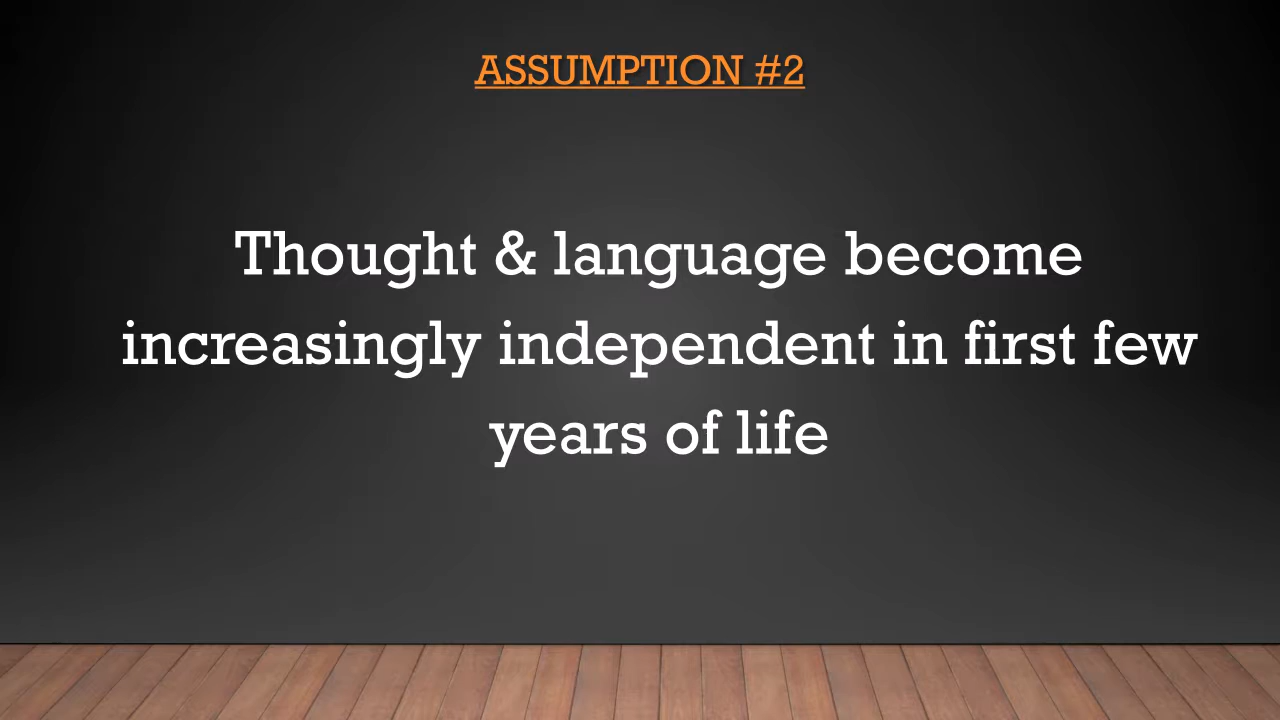 ASSUMPTION #2
Thought & language become
increasingly independent in first few
years of life